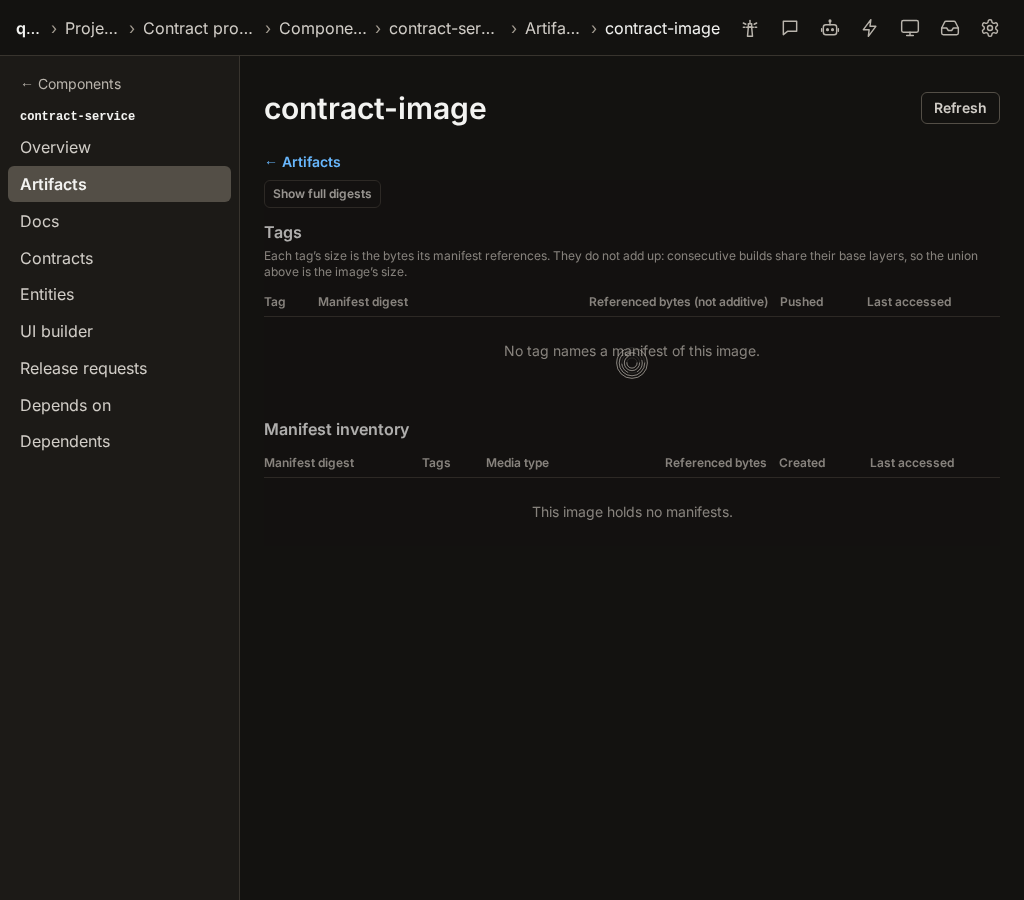 q... › Proje... › Contract pro... › Compone... › contract-ser... › Artifa... › contract-image
← Components
contract-service
Overview
Artifacts
Docs
Contracts
Entities
UI builder
Release requests
Depends on
Dependents
contract-image
Refresh
← Artifacts
Show full digests
Tags
Each tag’s size is the bytes its manifest references. They do not add up: consecutive builds share their base layers, so the union
above is the image’s size.
Tag Manifest digest Referenced bytes (not additive) Pushed Last accessed
No tag names a manifest of this image.
Manifest inventory
Manifest digest Tags Media type Referenced bytes Created Last accessed
This image holds no manifests.